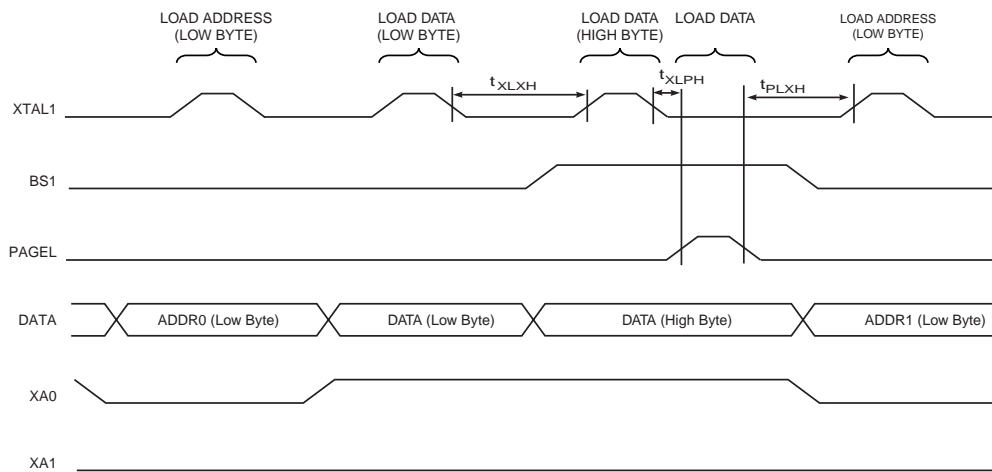 LOAD ADDRESS
(LOW BYTE)
LOAD DATA
(LOW BYTE)
LOAD DATA
(HIGH BYTE)
LOAD DATA
LOAD ADDRESS
(LOW BYTE)
tXLXH
tXLPH
tPLXH
XTAL1
BS1
PAGEL
DATA
ADDR0 (Low Byte)
DATA (Low Byte)
DATA (High Byte)
ADDR1 (Low Byte)
XA0
XA1